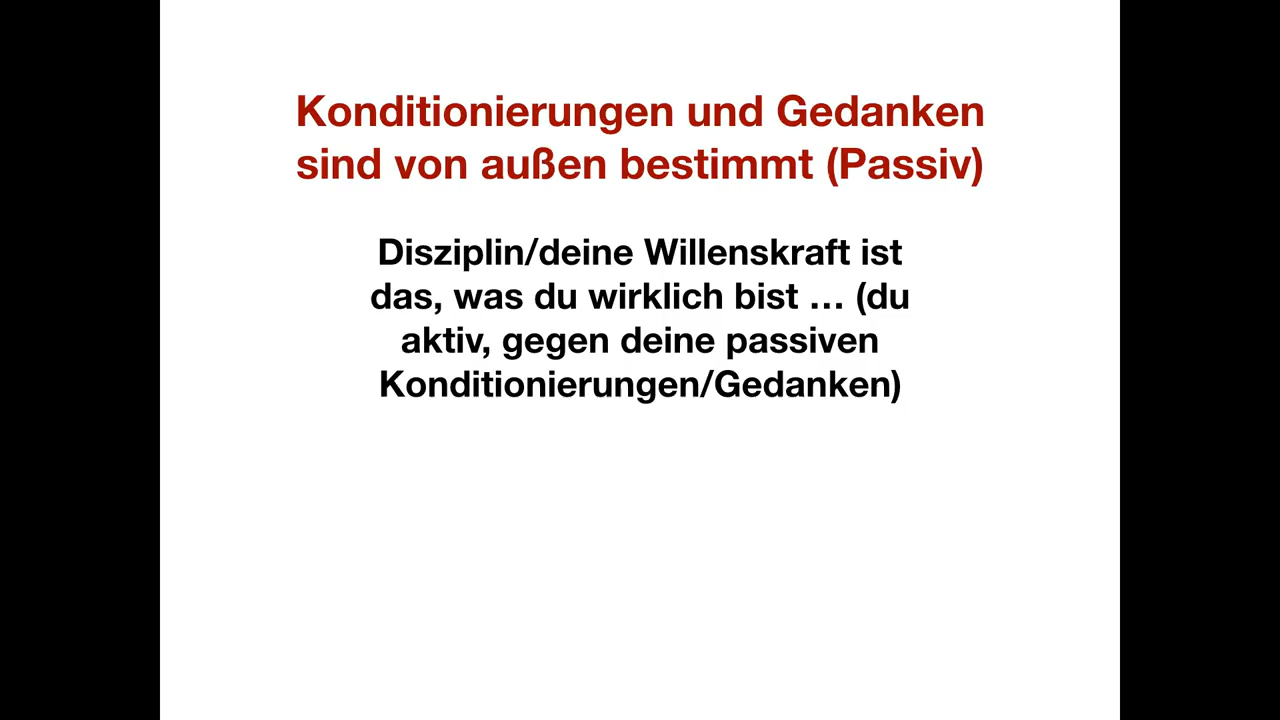 Konditionierungen und Gedanken
sind von außen bestimmt (Passiv)
Disziplin/deine Willenskraft ist
das, was du wirklich bist … (du
aktiv, gegen deine passiven
Konditionierungen/Gedanken)